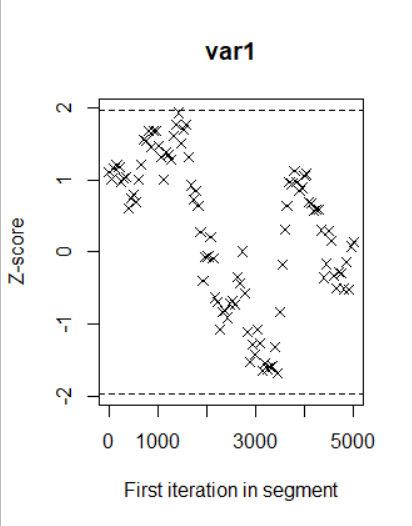 var1
2
1
0
-1
-2
Z-score
0 1000 3000 5000
First iteration in segment